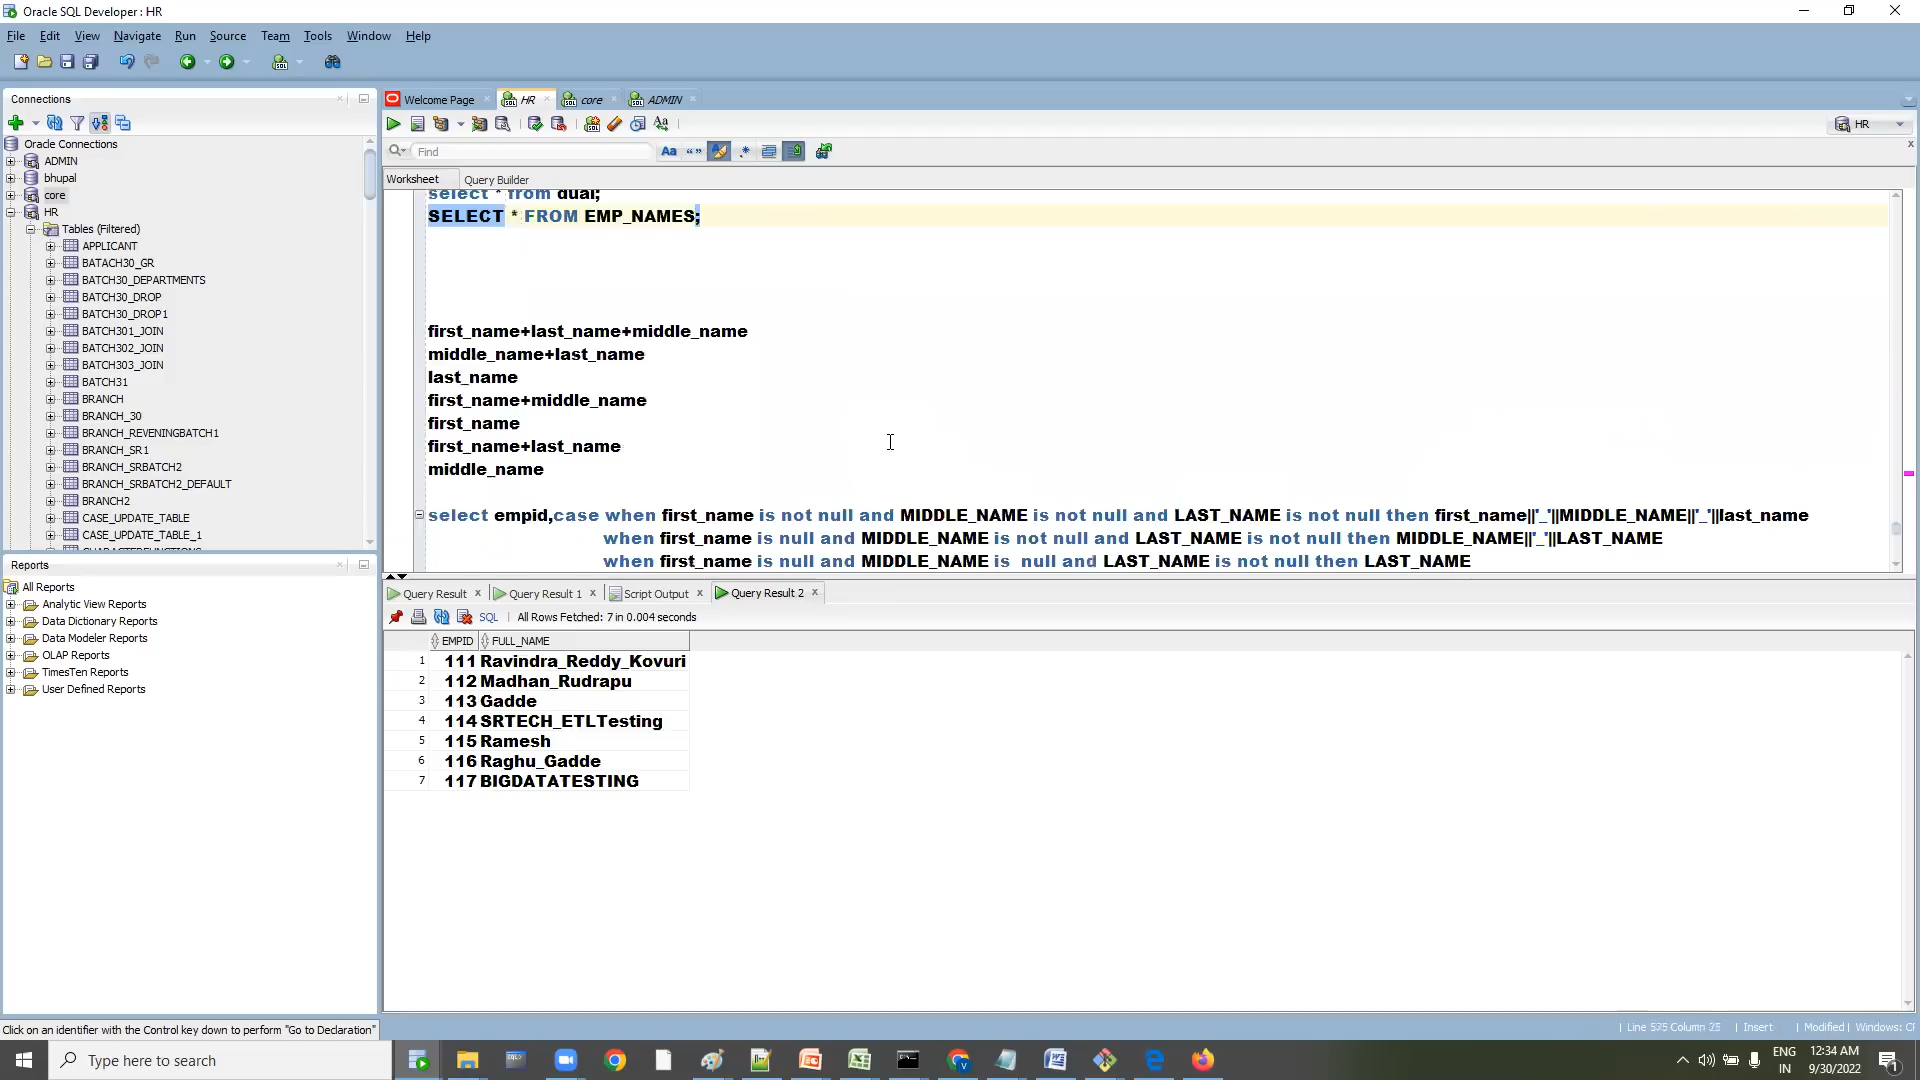 Oracle SQL Developer : HR
File Edit View Navigate Run Source Team Tools Window Help
Connections
Oracle Connections
ADMIN
bhupal
core
HR
Tables (Filtered)
APPLICANT
BATACH30_GR
BATCH30_DEPARTMENTS
BATCH30_DROP
BATCH30_DROP1
BATCH301_JOIN
BATCH302_JOIN
BATCH303_JOIN
BATCH31
BRANCH
BRANCH_30
BRANCH_REVENINGBATCH1
BRANCH_SR1
BRANCH_SRBATCH2
BRANCH_SRBATCH2_DEFAULT
BRANCH2
CASE_UPDATE_TABLE
CASE_UPDATE_TABLE_1
Reports
All Reports
Analytic View Reports
Data Dictionary Reports
Data Modeler Reports
OLAP Reports
TimesTen Reports
User Defined Reports
Welcome Page HR core ADMIN
HR
Find
Worksheet Query Builder
select * from dual;
SELECT * FROM EMP_NAMES;
first_name+last_name+middle_name
middle_name+last_name
last_name
first_name+middle_name
first_name
first_name+last_name
middle_name
select empid,case when first_name is not null and MIDDLE_NAME is not null and LAST_NAME is not null then first_name||'_'||MIDDLE_NAME||'_'||last_name
when first_name is null and MIDDLE_NAME is not null and LAST_NAME is not null then MIDDLE_NAME||'_'||LAST_NAME
when first_name is null and MIDDLE_NAME is  null and LAST_NAME is not null then LAST_NAME
Query Result Query Result 1 Script Output Query Result 2
SQL All Rows Fetched: 7 in 0.004 seconds
EMPID FULL_NAME
1 111 Ravindra_Reddy_Kovuri
2 112 Madhan_Rudrapu
3 113 Gadde
4 114 SRTECH_ETLTesting
5 115 Ramesh
6 116 Raghu_Gadde
7 117 BIGDATATESTING
Click on an identifier with the Control key down to perform "Go to Declaration"
Line 575 Column 25 Insert Modified Windows:
Type here to search
ENG
IN
12:34 AM
9/30/2022